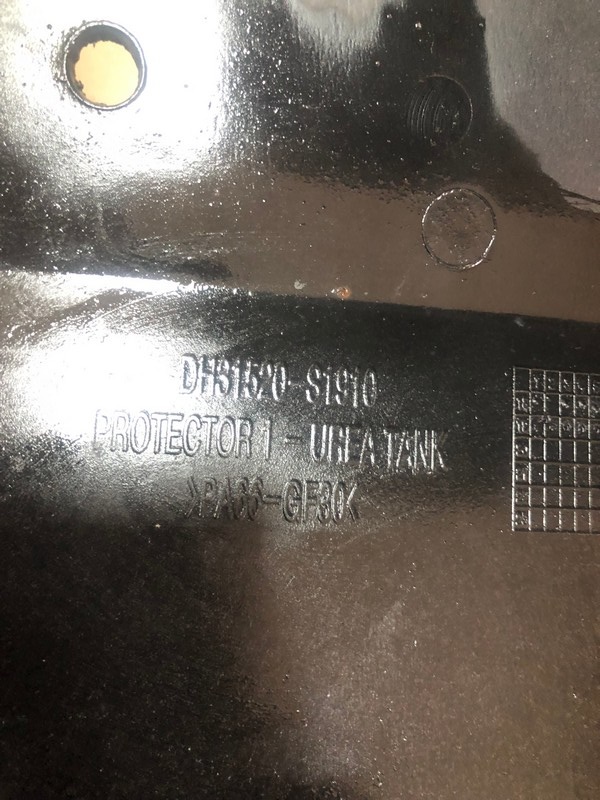 DH31520-S1910
PROTECTOR 1 - UREA TANK
>PA66-GF30<